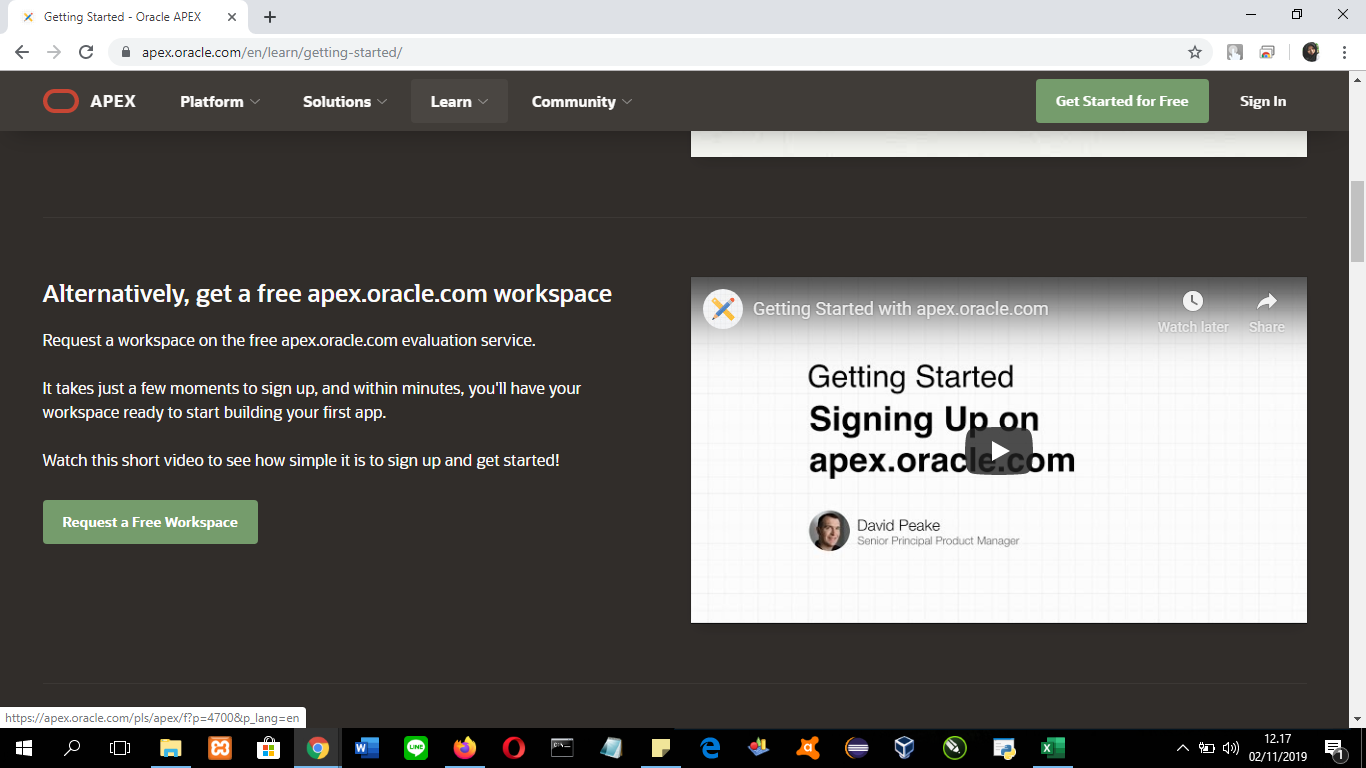 Getting Started - Oracle APEX
apex.oracle.com/en/learn/getting-started/
APEX
Platform
Solutions
Learn
Community
Get Started for Free
Sign In
Alternatively, get a free apex.oracle.com workspace
Request a workspace on the free apex.oracle.com evaluation service.
It takes just a few moments to sign up, and within minutes, you'll have your
workspace ready to start building your first app.
Watch this short video to see how simple it is to sign up and get started!
Request a Free Workspace
Getting Started with apex.oracle.com
Watch later
Share
Getting Started
Signing Up on
apex.oracle.com
David Peake
Senior Principal Product Manager
https://apex.oracle.com/pls/apex/f?p=4700&p_lang=en
LINE
12.17
02/11/2019
1